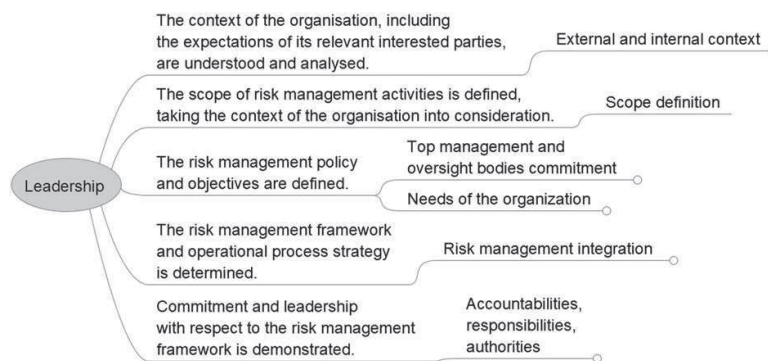 The context of the organisation, including
the expectations of its relevant interested parties,
are understood and analysed.
External and internal context
The scope of risk management activities is defined,
taking the context of the organisation into consideration.
Scope definition
Leadership
The risk management policy
and objectives are defined.
Top management and
oversight bodies commitment
Needs of the organization
The risk management framework
and operational process strategy
is determined.
Risk management integration
Commitment and leadership
with respect to the risk management
framework is demonstrated.
Accountabilities,
responsibilities,
authorities